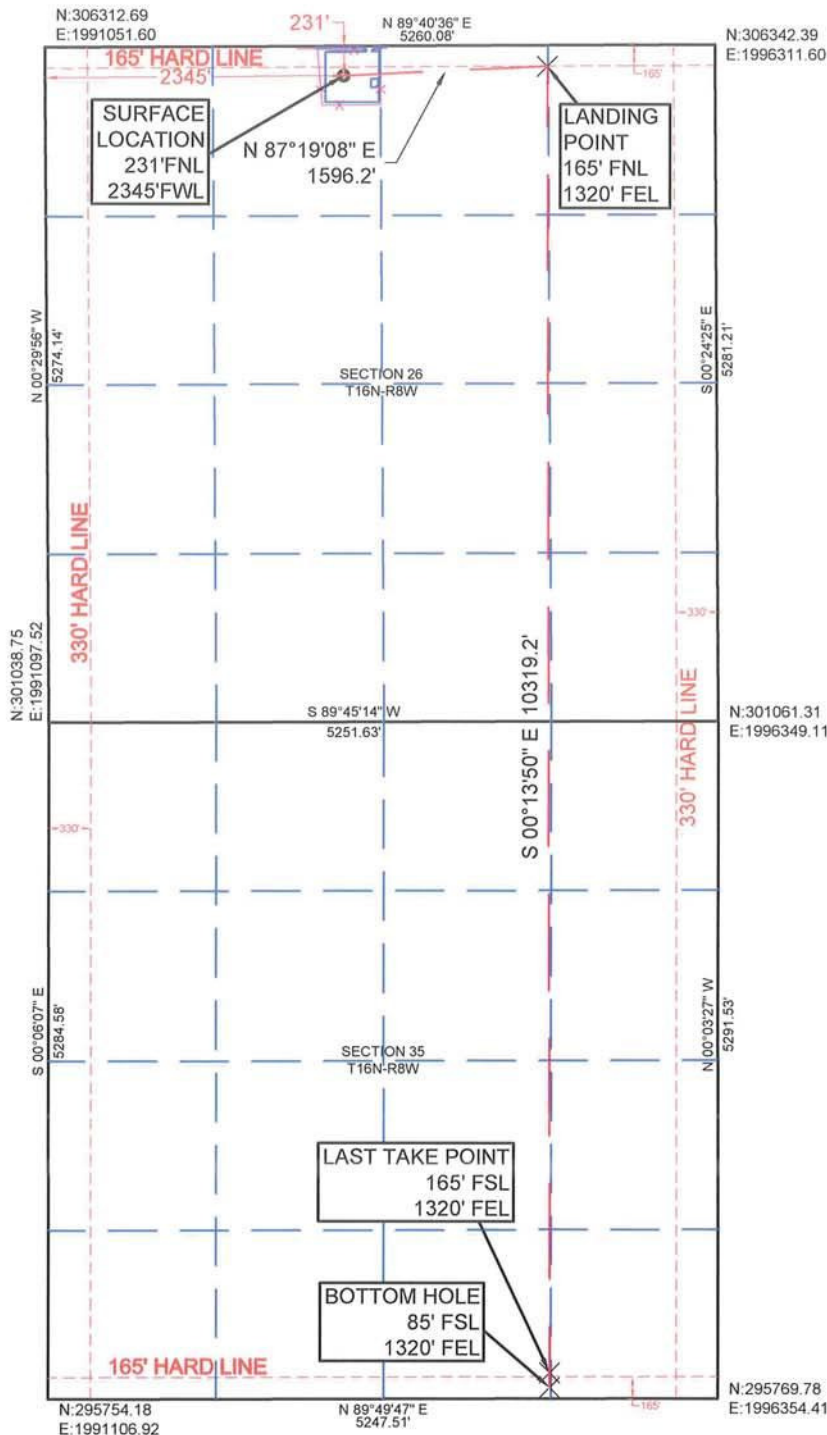 N:306312.69
E:1991051.60
231'
N 89°40'36" E
5260.08'
N:306342.39
E:1996311.60
165' HARD LINE
2345'
165'
SURFACE
LOCATION
231'FNL
2345'FWL
N 87°19'08" E
1596.2'
LANDING
POINT
165' FNL
1320' FEL
N 00°29'56" W
5274.14'
SECTION 26
T16N-R8W
S 00°24'25" E
5281.21'
330' HARD LINE
330'
N:301038.75
E:1991097.52
S 89°45'14" W
5251.63'
S 00°13'50" E 10319.2'
N:301061.31
E:1996349.11
330' HARD LINE
330'
S 00°06'07" E
5284.58'
SECTION 35
T16N-R8W
N 00°03'27" W
5291.53'
LAST TAKE POINT
165' FSL
1320' FEL
BOTTOM HOLE
85' FSL
1320' FEL
165' HARD LINE
165'
N:295754.18
E:1991106.92
N 89°49'47" E
5247.51'
N:295769.78
E:1996354.41